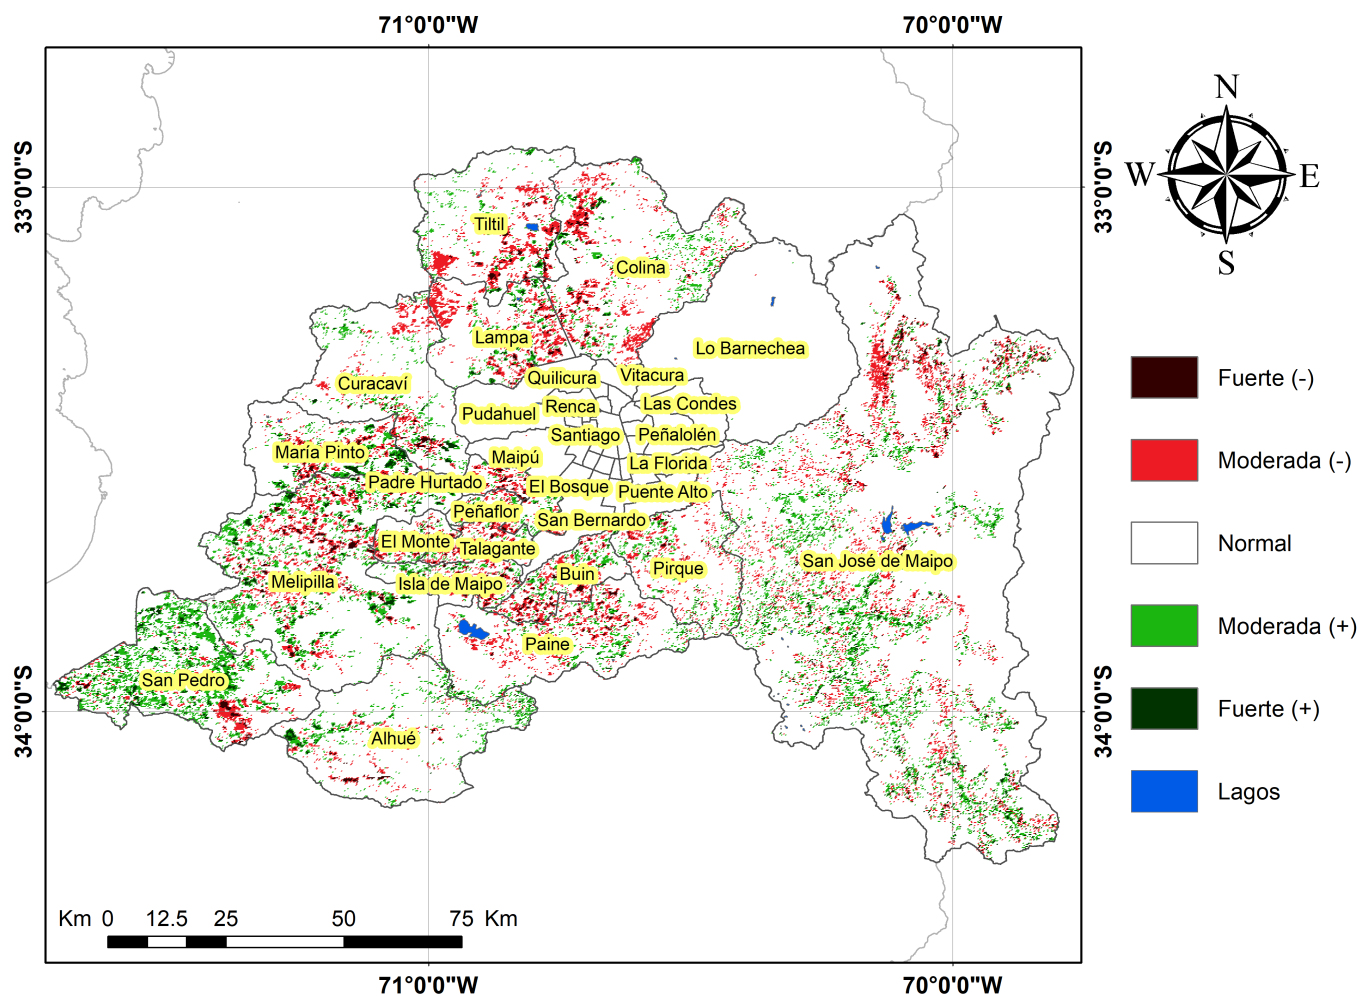 71°0'0"W
70°0'0"W
33°0'0"S
33°0'0"S
N
W
E
S
Tiltil
Colina
Lampa
Lo Barnechea
Quilicura
Vitacura
Curacaví
Renca
Las Condes
Pudahuel
Santiago
Peñalolén
María Pinto
Maipú
La Florida
Padre Hurtado
El Bosque
Puente Alto
Peñaflor
San Bernardo
El Monte
Talagante
San José de Maipo
Pirque
Buin
Melipilla
Isla de Maipo
Paine
San Pedro
Alhué
Fuerte (-)
Moderada (-)
Normal
Moderada (+)
Fuerte (+)
Lagos
34°0'0"S
34°0'0"S
Km 0 12.5 25 50 75 Km
71°0'0"W
70°0'0"W